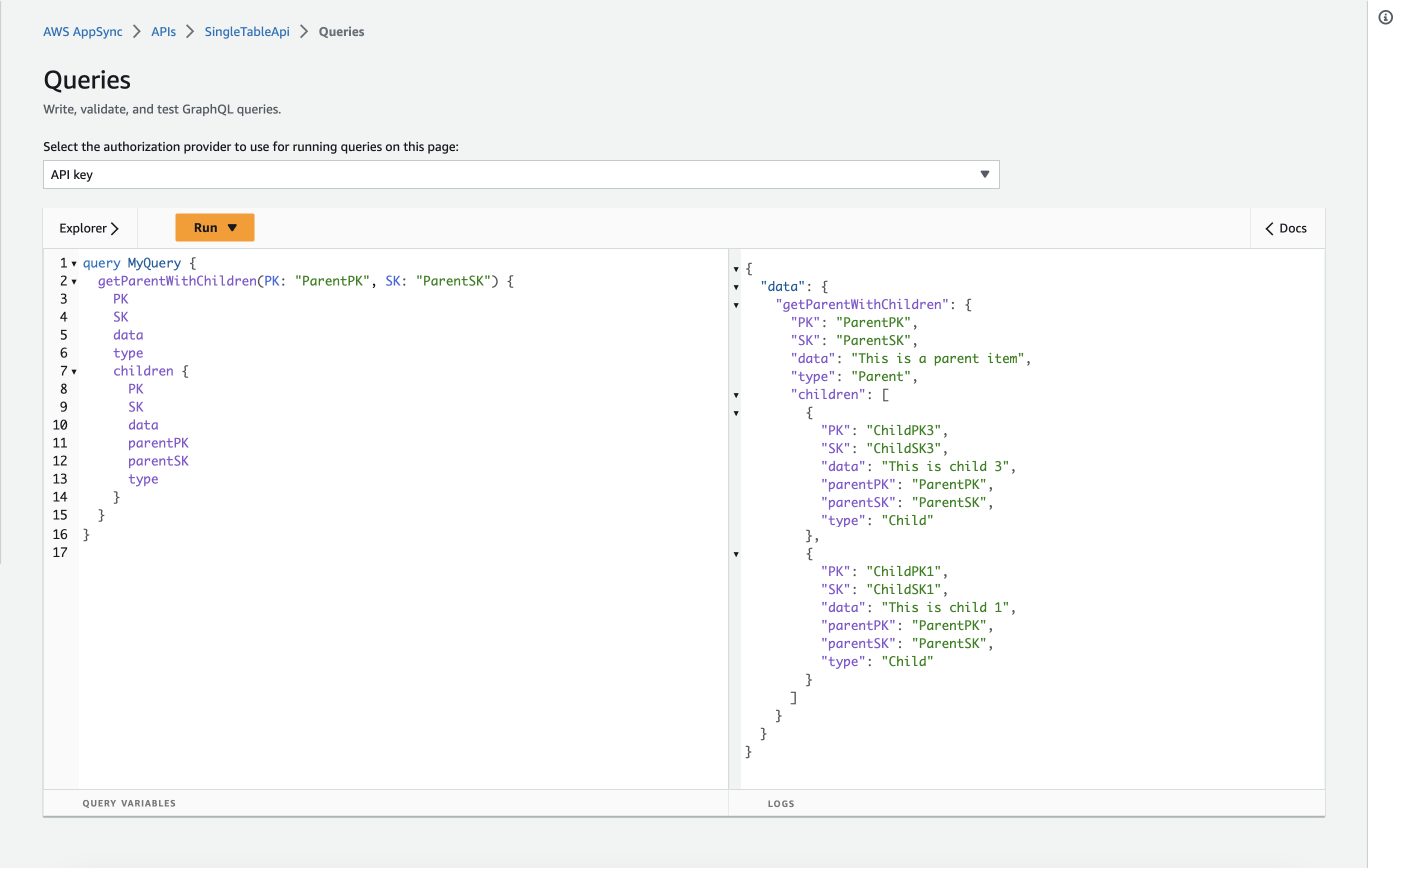 AWS AppSync > APIs > SingleTableApi > Queries
Queries
Write, validate, and test GraphQL queries.
Select the authorization provider to use for running queries on this page:
API key
Explorer Run Docs
1 query MyQuery {
2 getParentWithChildren(PK: "ParentPK", SK: "ParentSK") {
3 PK
4 SK
5 data
6 type
7 children {
8 PK
9 SK
10 data
11 parentPK
12 parentSK
13 type
14 }
15 }
16 }
17
{
"data": {
"getParentWithChildren": {
"PK": "ParentPK",
"SK": "ParentSK",
"data": "This is a parent item",
"type": "Parent",
"children": [
{
"PK": "ChildPK3",
"SK": "ChildSK3",
"data": "This is child 3",
"parentPK": "ParentPK",
"parentSK": "ParentSK",
"type": "Child"
},
{
"PK": "ChildPK1",
"SK": "ChildSK1",
"data": "This is child 1",
"parentPK": "ParentPK",
"parentSK": "ParentSK",
"type": "Child"
}
]
}
}
}
QUERY VARIABLES
LOGS